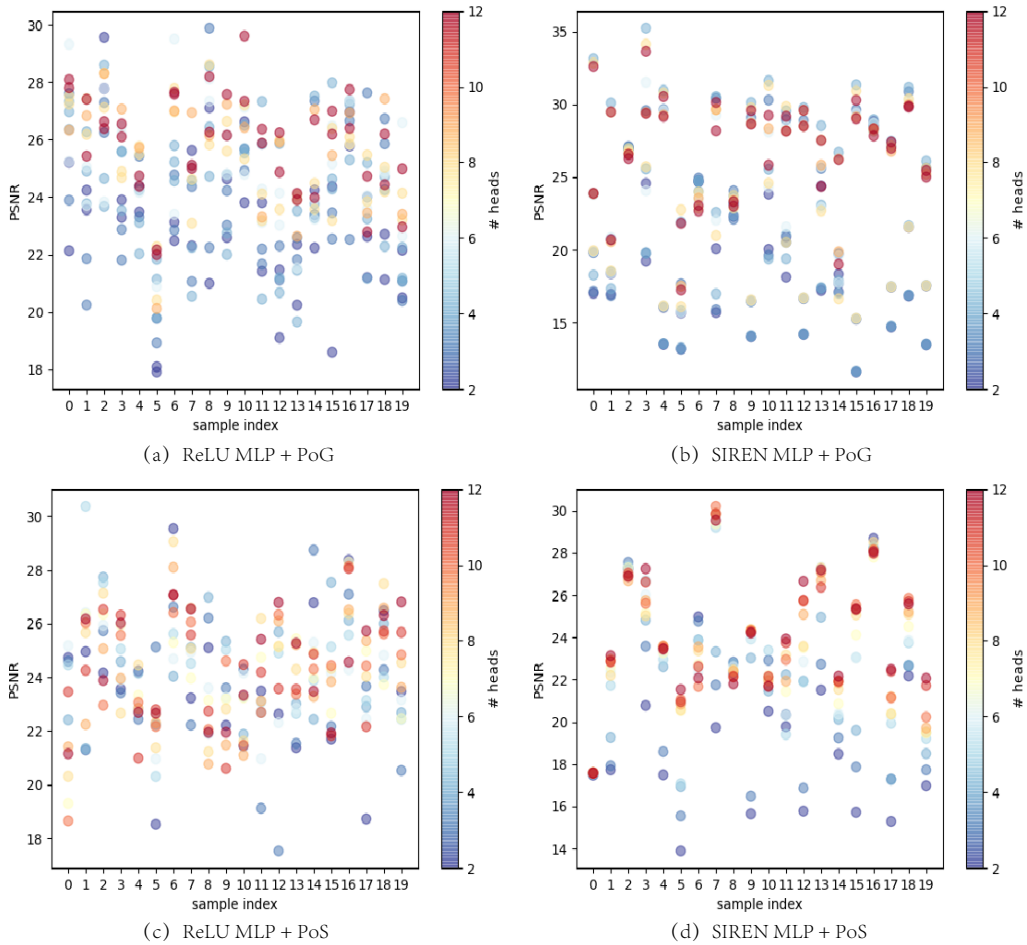 30
28
26
24
22
20
18
PSNR
0 1 2 3 4 5 6 7 8 9 10 11 12 13 14 15 16 17 18 19
sample index
12
10
8
6
4
2
# heads
(a) ReLU MLP + PoG
35
30
25
20
15
PSNR
0 1 2 3 4 5 6 7 8 9 10 11 12 13 14 15 16 17 18 19
sample index
12
10
8
6
4
2
# heads
(b) SIREN MLP + PoG
30
28
26
24
22
20
18
PSNR
0 1 2 3 4 5 6 7 8 9 10 11 12 13 14 15 16 17 18 19
sample index
12
10
8
6
4
2
# heads
(c) ReLU MLP + PoS
30
28
26
24
22
20
18
16
14
PSNR
0 1 2 3 4 5 6 7 8 9 10 11 12 13 14 15 16 17 18 19
sample index
12
10
8
6
4
2
# heads
(d) SIREN MLP + PoS